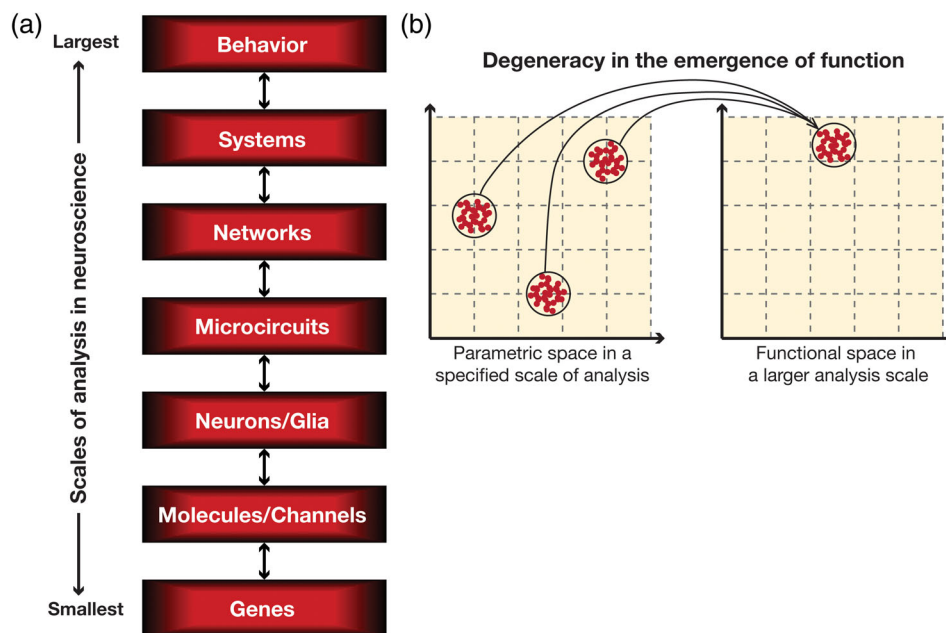 (a)
Largest
Scales of analysis in neuroscience
Smallest
Behavior
Systems
Networks
Microcircuits
Neurons/Glia
Molecules/Channels
Genes
(b)
Degeneracy in the emergence of function
Parametric space in a
specified scale of analysis
Functional space in
a larger analysis scale